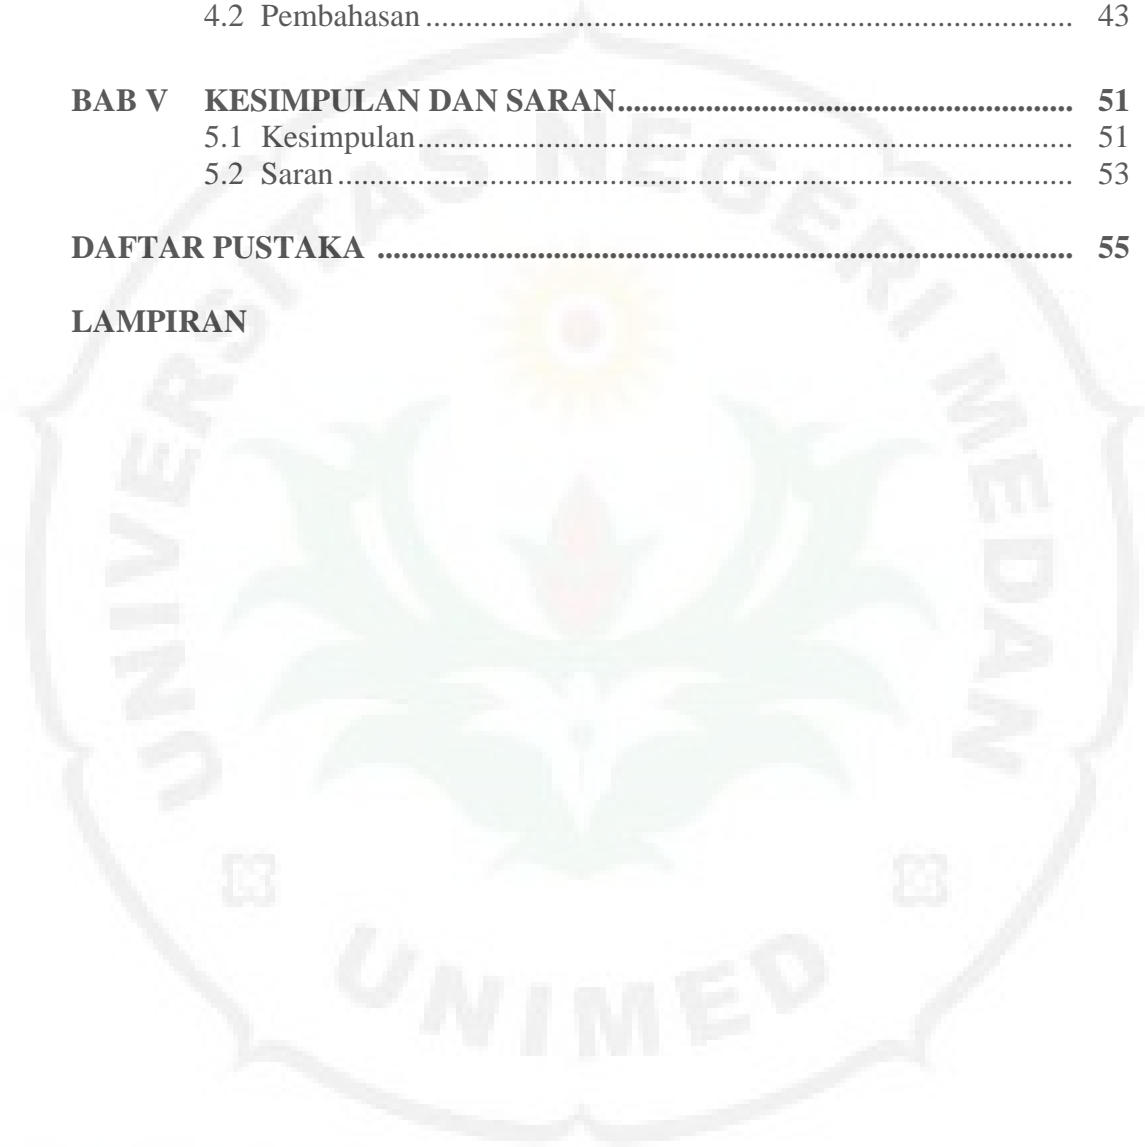 4.2 Pembahasan ........................................................................ 43
BAB V KESIMPULAN DAN SARAN.................................................... 51
5.1 Kesimpulan......................................................................... 51
5.2 Saran .................................................................................. 53
DAFTAR PUSTAKA .............................................................................. 55
LAMPIRAN
UNIVERSITAS NEGERI MEDAN
UNIMED